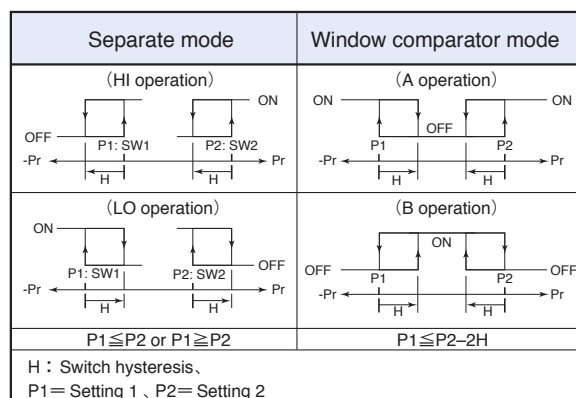 Separate mode
Window comparator mode
(HI operation)
ON
OFF
P1: SW1
P2: SW2
-Pr
Pr
H
H
(A operation)
ON
ON
OFF
P1
P2
-Pr
Pr
H
H
(LO operation)
ON
P1: SW1
P2: SW2
OFF
-Pr
Pr
H
H
(B operation)
ON
OFF
OFF
P1
P2
-Pr
Pr
H
H
P1≦P2 or P1≧P2
P1≦P2–2H
H：Switch hysteresis、
P1＝Setting 1 、P2＝Setting 2